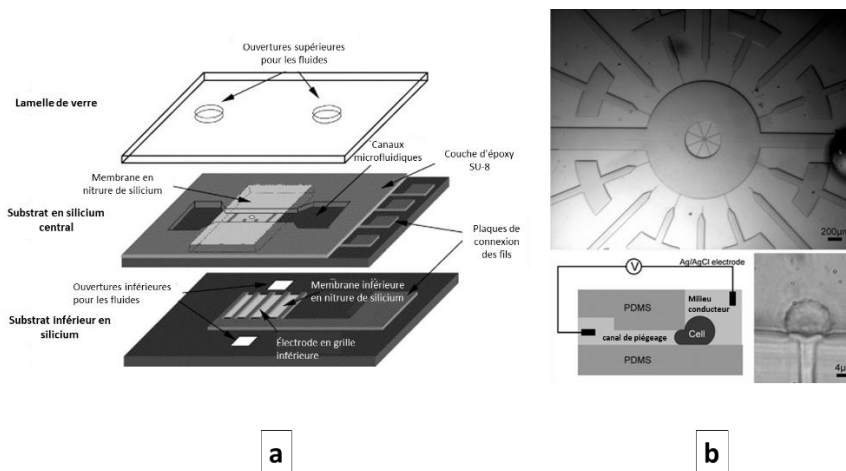 Ouvertures supérieures
pour les fluides
Lamelle de verre
Canaux
microfluidiques
Couche d'époxy
SU-8
Membrane en
nitrure de silicium
Substrat en silicium
central
Plaques de
connexion
des fils
Ouvertures inférieures
pour les fluides
Membrane inférieure
en nitrure de silicium
Substrat inférieur en
silicium
Électrode en grille
inférieure
a
200µm
V
Ag/AgCl electrode
PDMS
Milieu
conducteur
canal de piégeage
Cell
PDMS
4µ
b